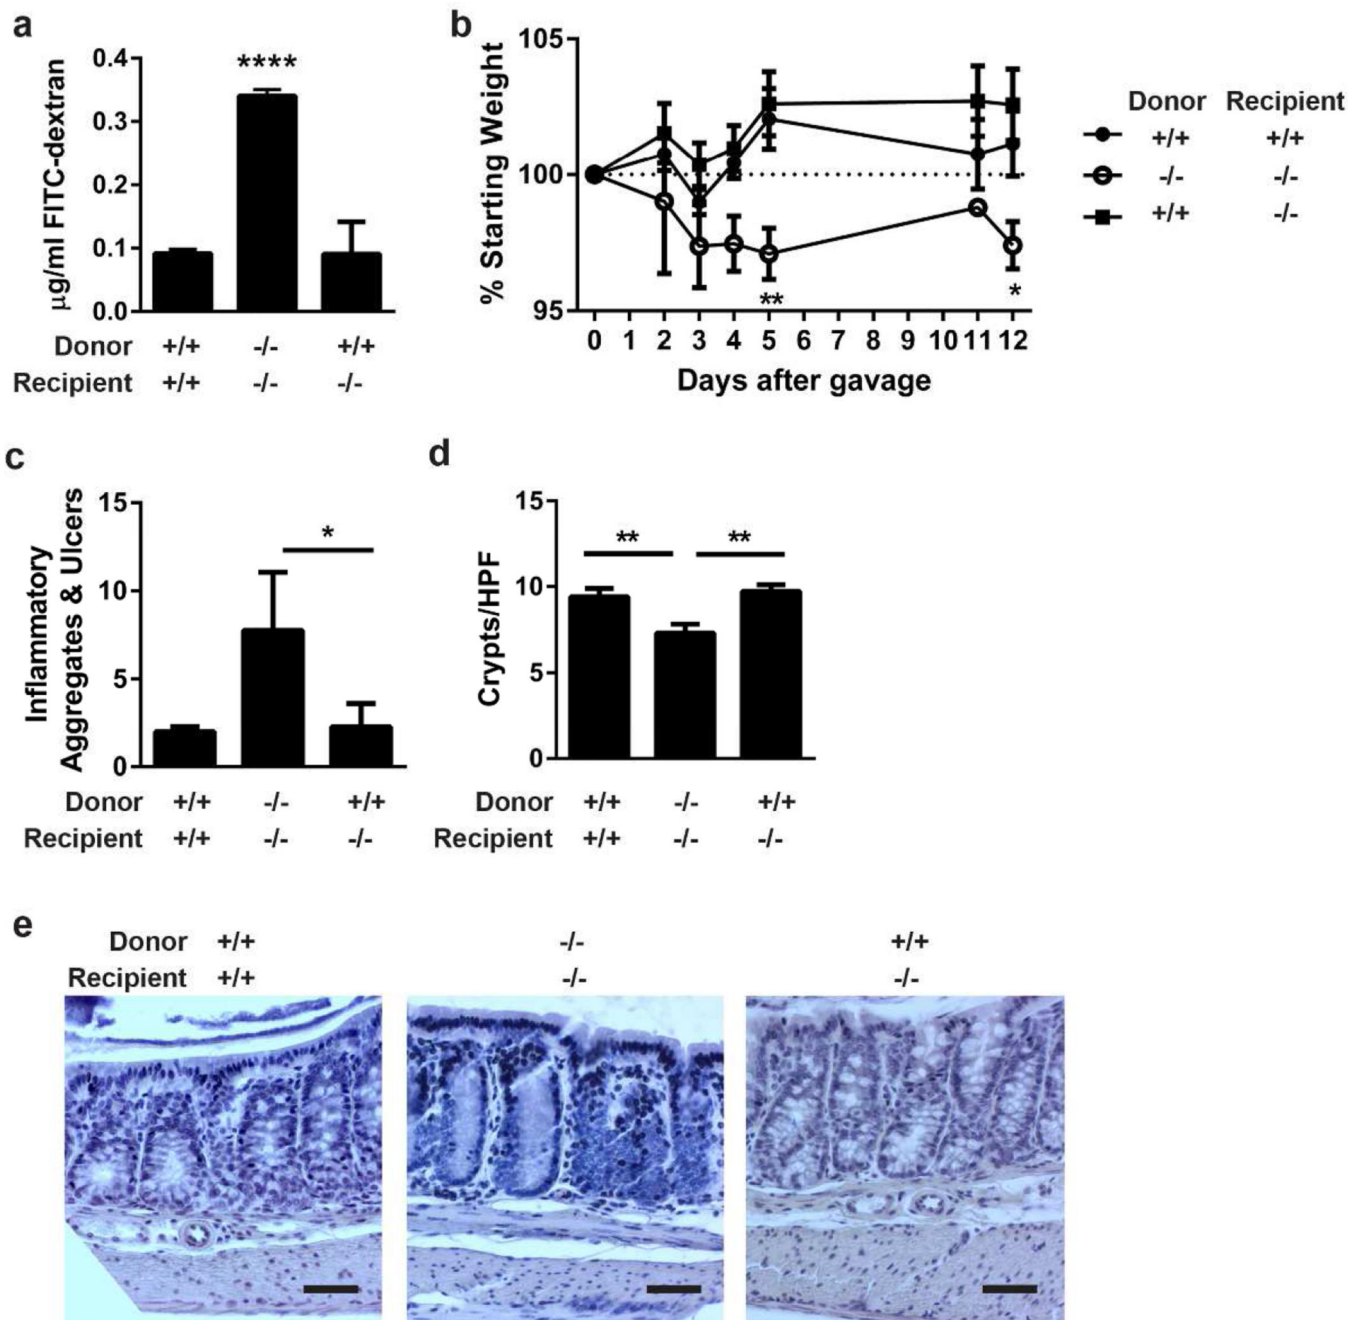 a
μg/ml FITC-dextran
0.4
0.3
0.2
0.1
0.0
****
Donor +/+ -/- +/+
Recipient +/+ -/- -/-
b
% Starting Weight
105
100
95
** *
0 1 2 3 4 5 6 7 8 9 10 11 12
Days after gavage
Donor Recipient
+/+ +/+
-/- -/-
+/+ -/-
c
Inflammatory
Aggregates & Ulcers
15
10
5
0
*
Donor +/+ -/- +/+
Recipient +/+ -/- -/-
d
Crypts/HPF
15
10
5
0
** **
Donor +/+ -/- +/+
Recipient +/+ -/- -/-
e
Donor +/+ -/- +/+
Recipient +/+ -/- -/-